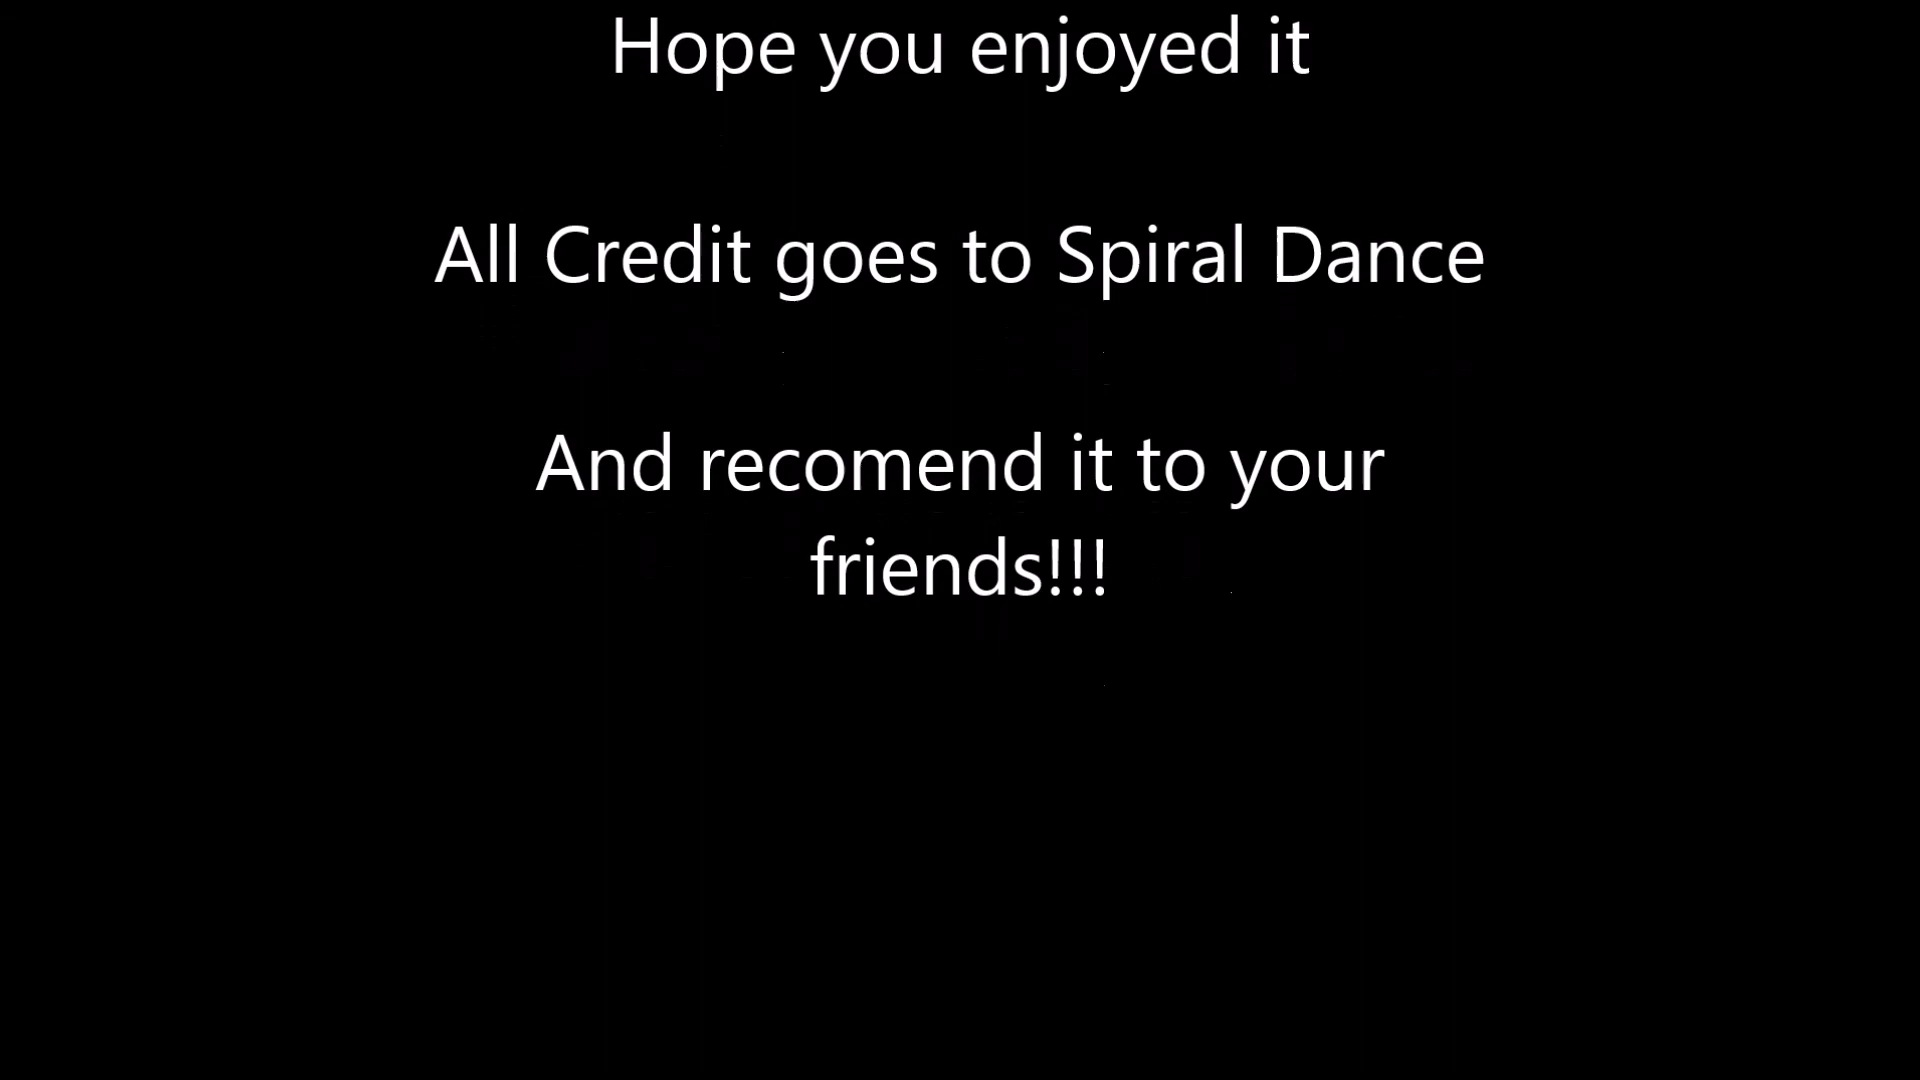 Hope you enjoyed it
All Credit goes to Spiral Dance
And recomend it to your
friends!!!